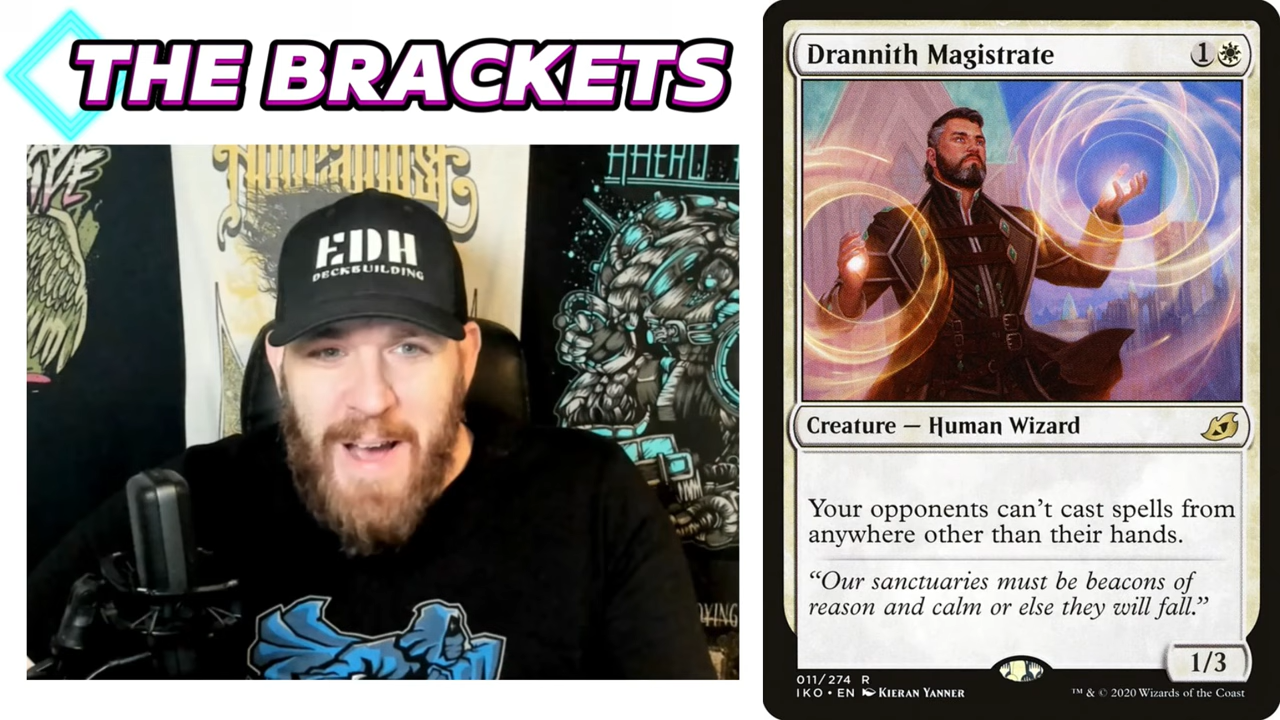 THE BRACKETS
EDH
DECKBUILDING
Drannith Magistrate
1
Creature — Human Wizard
Your opponents can't cast spells from
anywhere other than their hands.
“Our sanctuaries must be beacons of
reason and calm or else they will fall.”
1/3
011/274 R
IKO • EN KIERAN YANNER
™ & © 2020 Wizards of the Coast